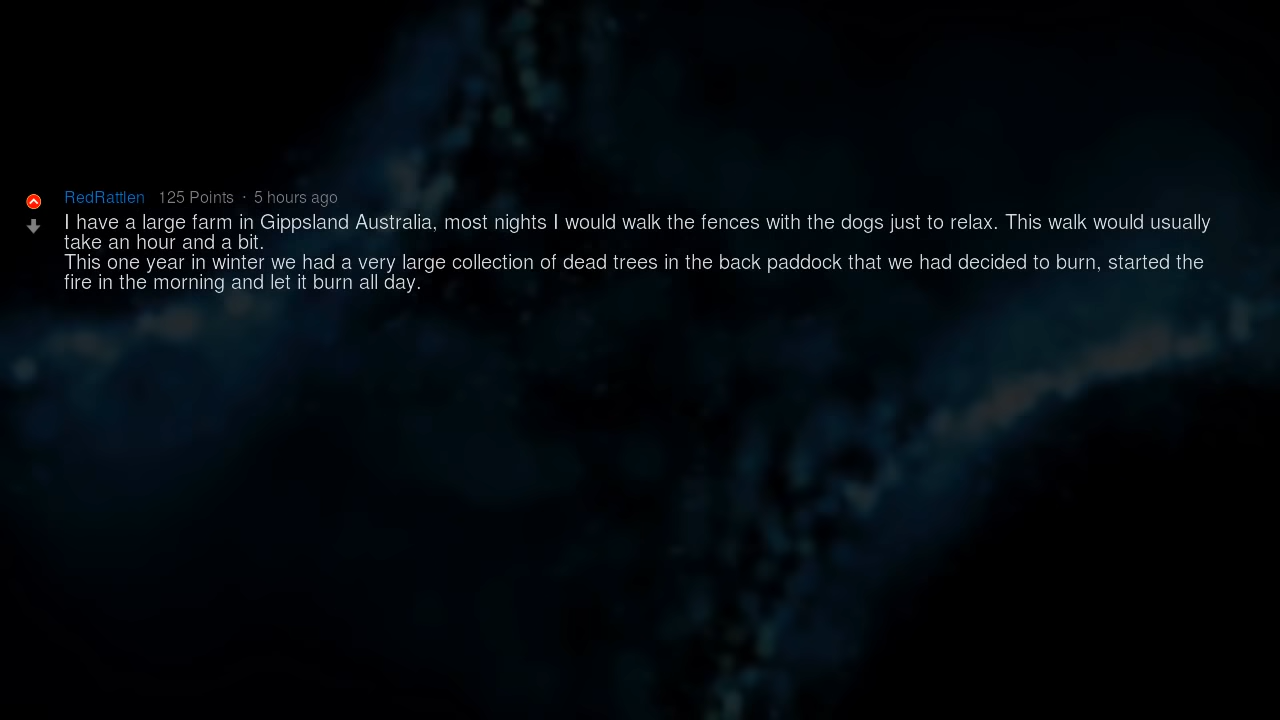 RedRattlen 125 Points · 5 hours ago
I have a large farm in Gippsland Australia, most nights I would walk the fences with the dogs just to relax. This walk would usually
take an hour and a bit.
This one year in winter we had a very large collection of dead trees in the back paddock that we had decided to burn, started the
fire in the morning and let it burn all day.